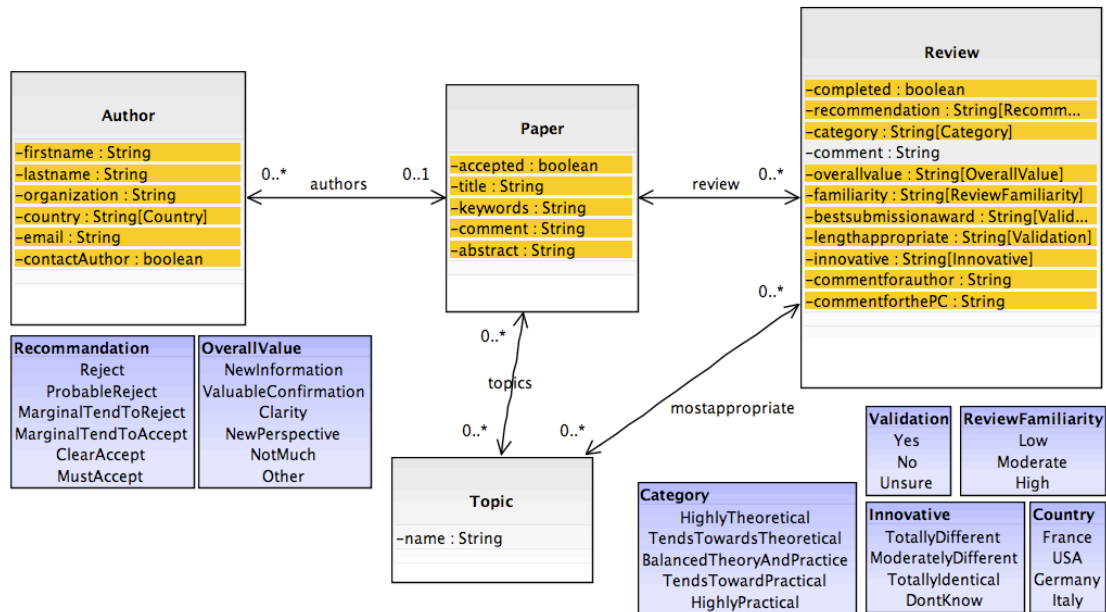 Author
-firstname : String
-lastname : String
-organization : String
-country : String[Country]
-email : String
-contactAuthor : boolean
0..*
authors
0..1
Paper
-accepted : boolean
-title : String
-keywords : String
-comment : String
-abstract : String
review
0..*
Review
-completed : boolean
-recommendation : String[Recomm...
-category : String[Category]
-comment : String
-overallvalue : String[OverallValue]
-familiarity : String[ReviewFamiliarity]
-bestsubmissionaward : String[Valid...
-lengthappropriate : String[Validation]
-innovative : String[Innovative]
-commentforauthor : String
-commentforthePC : String
0..*
0..*
topics
0..*
mostappropriate
0..*
Topic
-name : String
Recommandation
Reject
ProbableReject
MarginalTendToReject
MarginalTendToAccept
ClearAccept
MustAccept
OverallValue
NewInformation
ValuableConfirmation
Clarity
NewPerspective
NotMuch
Other
Category
HighlyTheoretical
TendsTowardsTheoretical
BalancedTheoryAndPractice
TendsTowardPractical
HighlyPractical
Validation
Yes
No
Unsure
ReviewFamiliarity
Low
Moderate
High
Innovative
TotallyDifferent
ModeratelyDifferent
TotallyIdentical
DontKnow
Country
France
USA
Germany
Italy